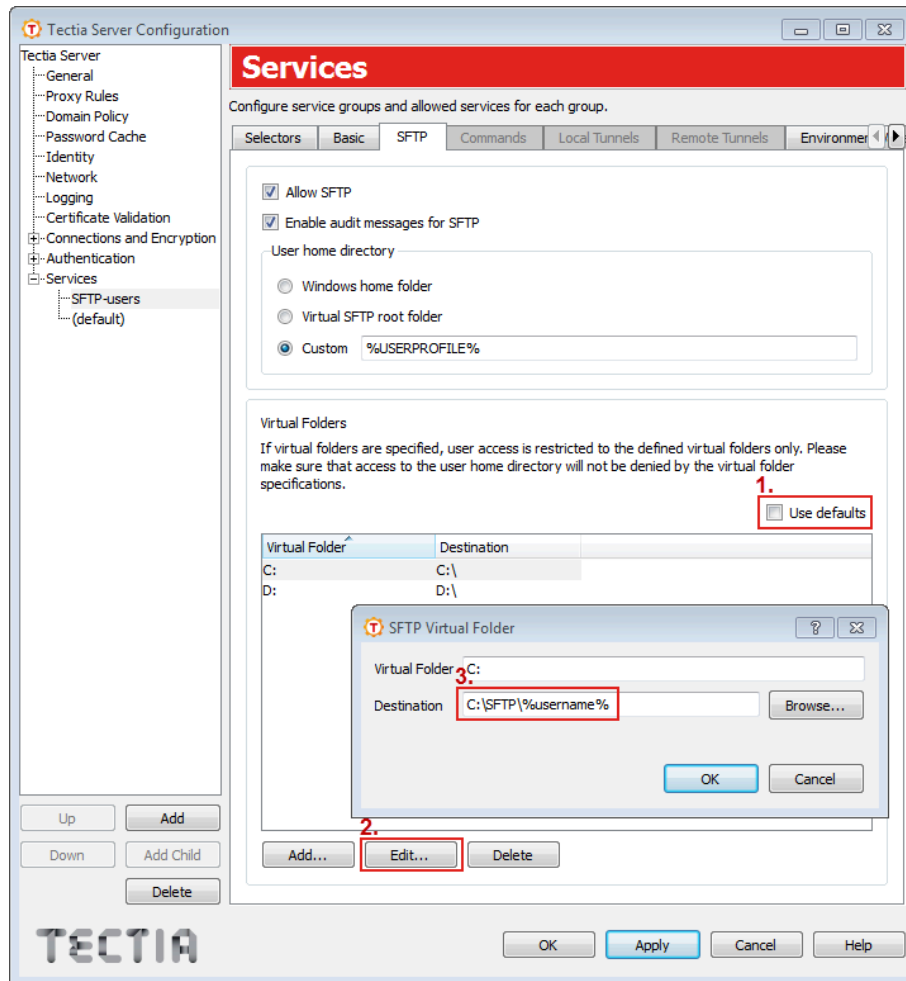 Tectia Server Configuration
Tectia Server
General
Proxy Rules
Domain Policy
Password Cache
Identity
Network
Logging
Certificate Validation
Connections and Encryption
Authentication
Services
SFTP-users
(default)
Up
Add
Down
Add Child
Delete
TECTIA
Services
Configure service groups and allowed services for each group.
Selectors Basic SFTP Commands Local Tunnels Remote Tunnels Environmen
Allow SFTP
Enable audit messages for SFTP
User home directory
Windows home folder
Virtual SFTP root folder
Custom %USERPROFILE%
Virtual Folders
If virtual folders are specified, user access is restricted to the defined virtual folders only. Please
make sure that access to the user home directory will not be denied by the virtual folder
specifications.
1.
Use defaults
Virtual Folder Destination
C: C:\
D: D:\
SFTP Virtual Folder
Virtual Folder C:
3.
Destination C:\SFTP\%username% Browse...
OK Cancel
2.
Add... Edit... Delete
OK Apply Cancel Help